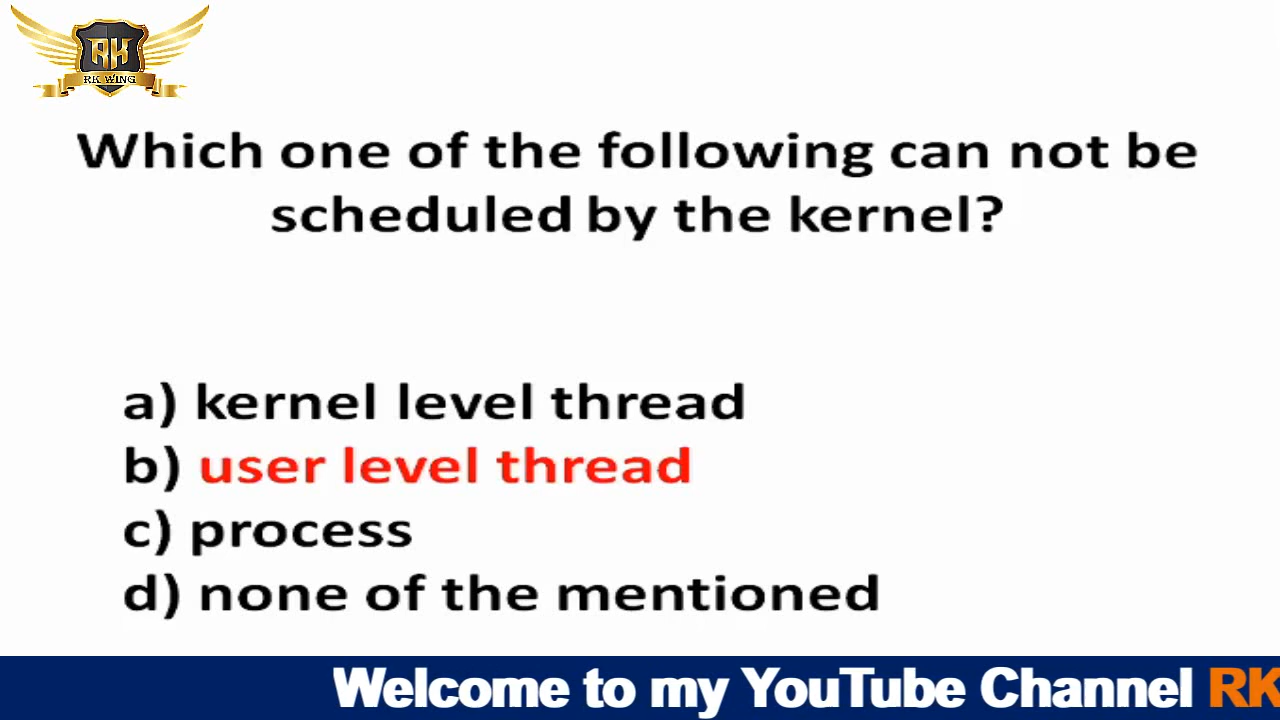 RK
RK WING
Which one of the following can not be
scheduled by the kernel?
a) kernel level thread
b) user level thread
c) process
d) none of the mentioned
Welcome to my YouTube Channel RK